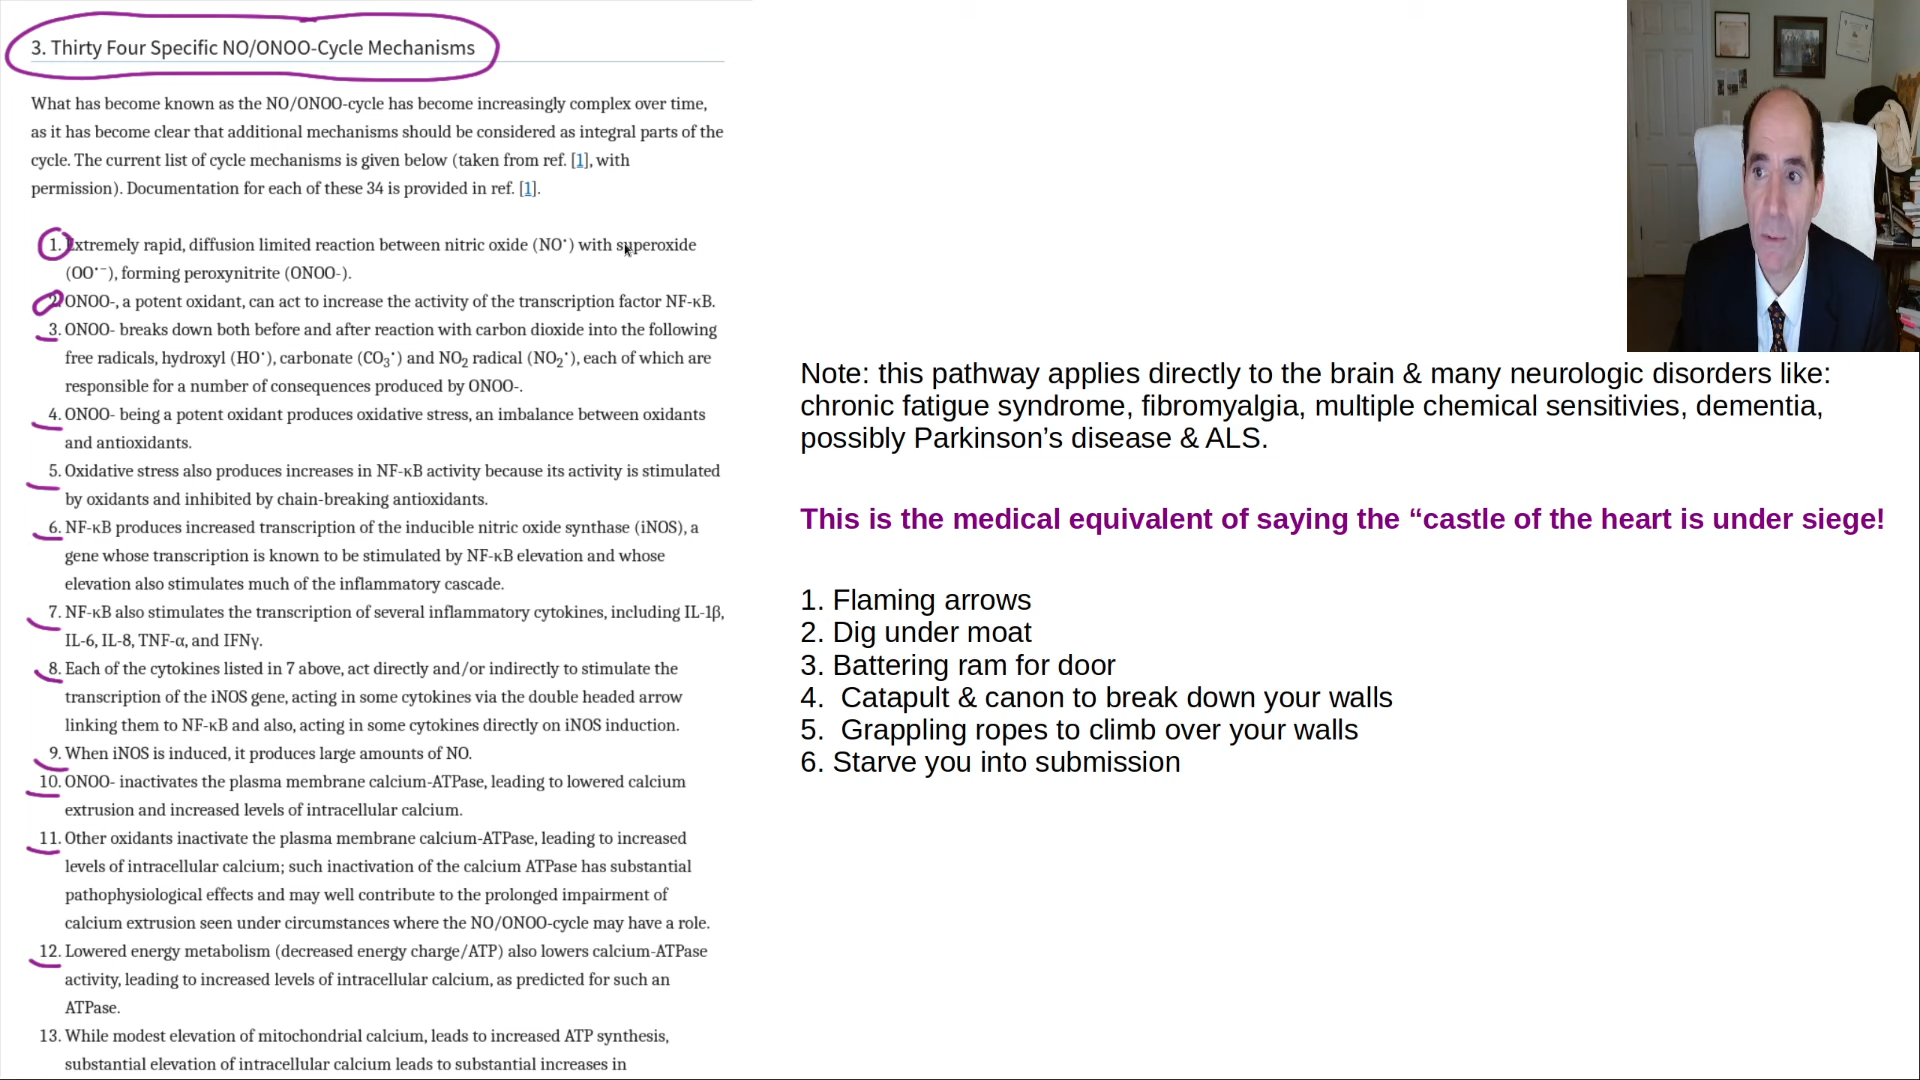 3. Thirty Four Specific NO/ONOO-Cycle Mechanisms
What has become known as the NO/ONOO-cycle has become increasingly complex over time,
as it has become clear that additional mechanisms should be considered as integral parts of the
cycle. The current list of cycle mechanisms is given below (taken from ref. [1], with
permission). Documentation for each of these 34 is provided in ref. [1].
1. Extremely rapid, diffusion limited reaction between nitric oxide (NO˙) with superoxide
(OO˙⁻), forming peroxynitrite (ONOO-).
2. ONOO-, a potent oxidant, can act to increase the activity of the transcription factor NF-κB.
3. ONOO- breaks down both before and after reaction with carbon dioxide into the following
free radicals, hydroxyl (HO˙), carbonate (CO₃˙) and NO₂ radical (NO₂˙), each of which are
responsible for a number of consequences produced by ONOO-.
4. ONOO- being a potent oxidant produces oxidative stress, an imbalance between oxidants
and antioxidants.
5. Oxidative stress also produces increases in NF-κB activity because its activity is stimulated
by oxidants and inhibited by chain-breaking antioxidants.
6. NF-κB produces increased transcription of the inducible nitric oxide synthase (iNOS), a
gene whose transcription is known to be stimulated by NF-κB elevation and whose
elevation also stimulates much of the inflammatory cascade.
7. NF-κB also stimulates the transcription of several inflammatory cytokines, including IL-1β,
IL-6, IL-8, TNF-α, and IFNγ.
8. Each of the cytokines listed in 7 above, act directly and/or indirectly to stimulate the
transcription of the iNOS gene, acting in some cytokines via the double headed arrow
linking them to NF-κB and also, acting in some cytokines directly on iNOS induction.
9. When iNOS is induced, it produces large amounts of NO.
10. ONOO- inactivates the plasma membrane calcium-ATPase, leading to lowered calcium
extrusion and increased levels of intracellular calcium.
11. Other oxidants inactivate the plasma membrane calcium-ATPase, leading to increased
levels of intracellular calcium; such inactivation of the calcium ATPase has substantial
pathophysiological effects and may well contribute to the prolonged impairment of
calcium extrusion seen under circumstances where the NO/ONOO-cycle may have a role.
12. Lowered energy metabolism (decreased energy charge/ATP) also lowers calcium-ATPase
activity, leading to increased levels of intracellular calcium, as predicted for such an
ATPase.
13. While modest elevation of mitochondrial calcium, leads to increased ATP synthesis,
substantial elevation of intracellular calcium leads to substantial increases in
Note: this pathway applies directly to the brain & many neurologic disorders like:
chronic fatigue syndrome, fibromyalgia, multiple chemical sensitivies, dementia,
possibly Parkinson’s disease & ALS.
This is the medical equivalent of saying the “castle of the heart is under siege!
1. Flaming arrows
2. Dig under moat
3. Battering ram for door
4. Catapult & canon to break down your walls
5. Grappling ropes to climb over your walls
6. Starve you into submission